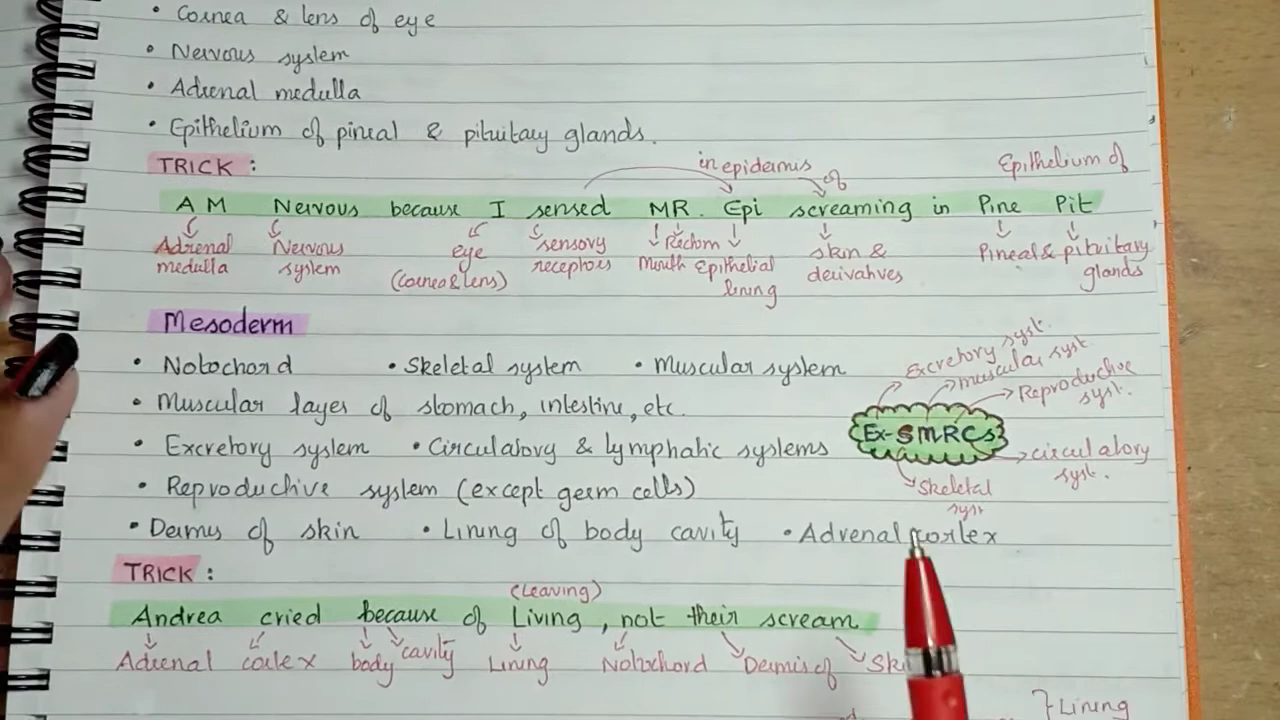 • Cornea & lens of eye
• Nervous system
• Adrenal medulla
• Epithelium of pineal & pituitary glands.
TRICK :
in epidermis of
Epithelium of
AM Nervous because I sensed MR. Epi screaming in Pine Pit
Adrenal medulla
Nervous system
eye (cornea & lens)
sensory receptors
Mouth
Rectum
Epithelial lining
skin & derivatives
Pineal & pituitary glands
Mesoderm
• Notochord • Skeletal system • Muscular system
• Muscular layers of stomach, intestine, etc.
• Excretory system • Circulatory & lymphatic systems
• Reproductive system (except germ cells)
• Dermis of skin • Lining of body cavity • Adrenal cortex
Excretory syst.
muscular syst.
Reproductive syst.
Ex-SMRCs
circulatory syst.
Skeletal syst
TRICK :
(Leaving)
Andrea cried because of Living, not their scream
Adrenal cortex body cavity Lining Notochord Dermis of
Lining